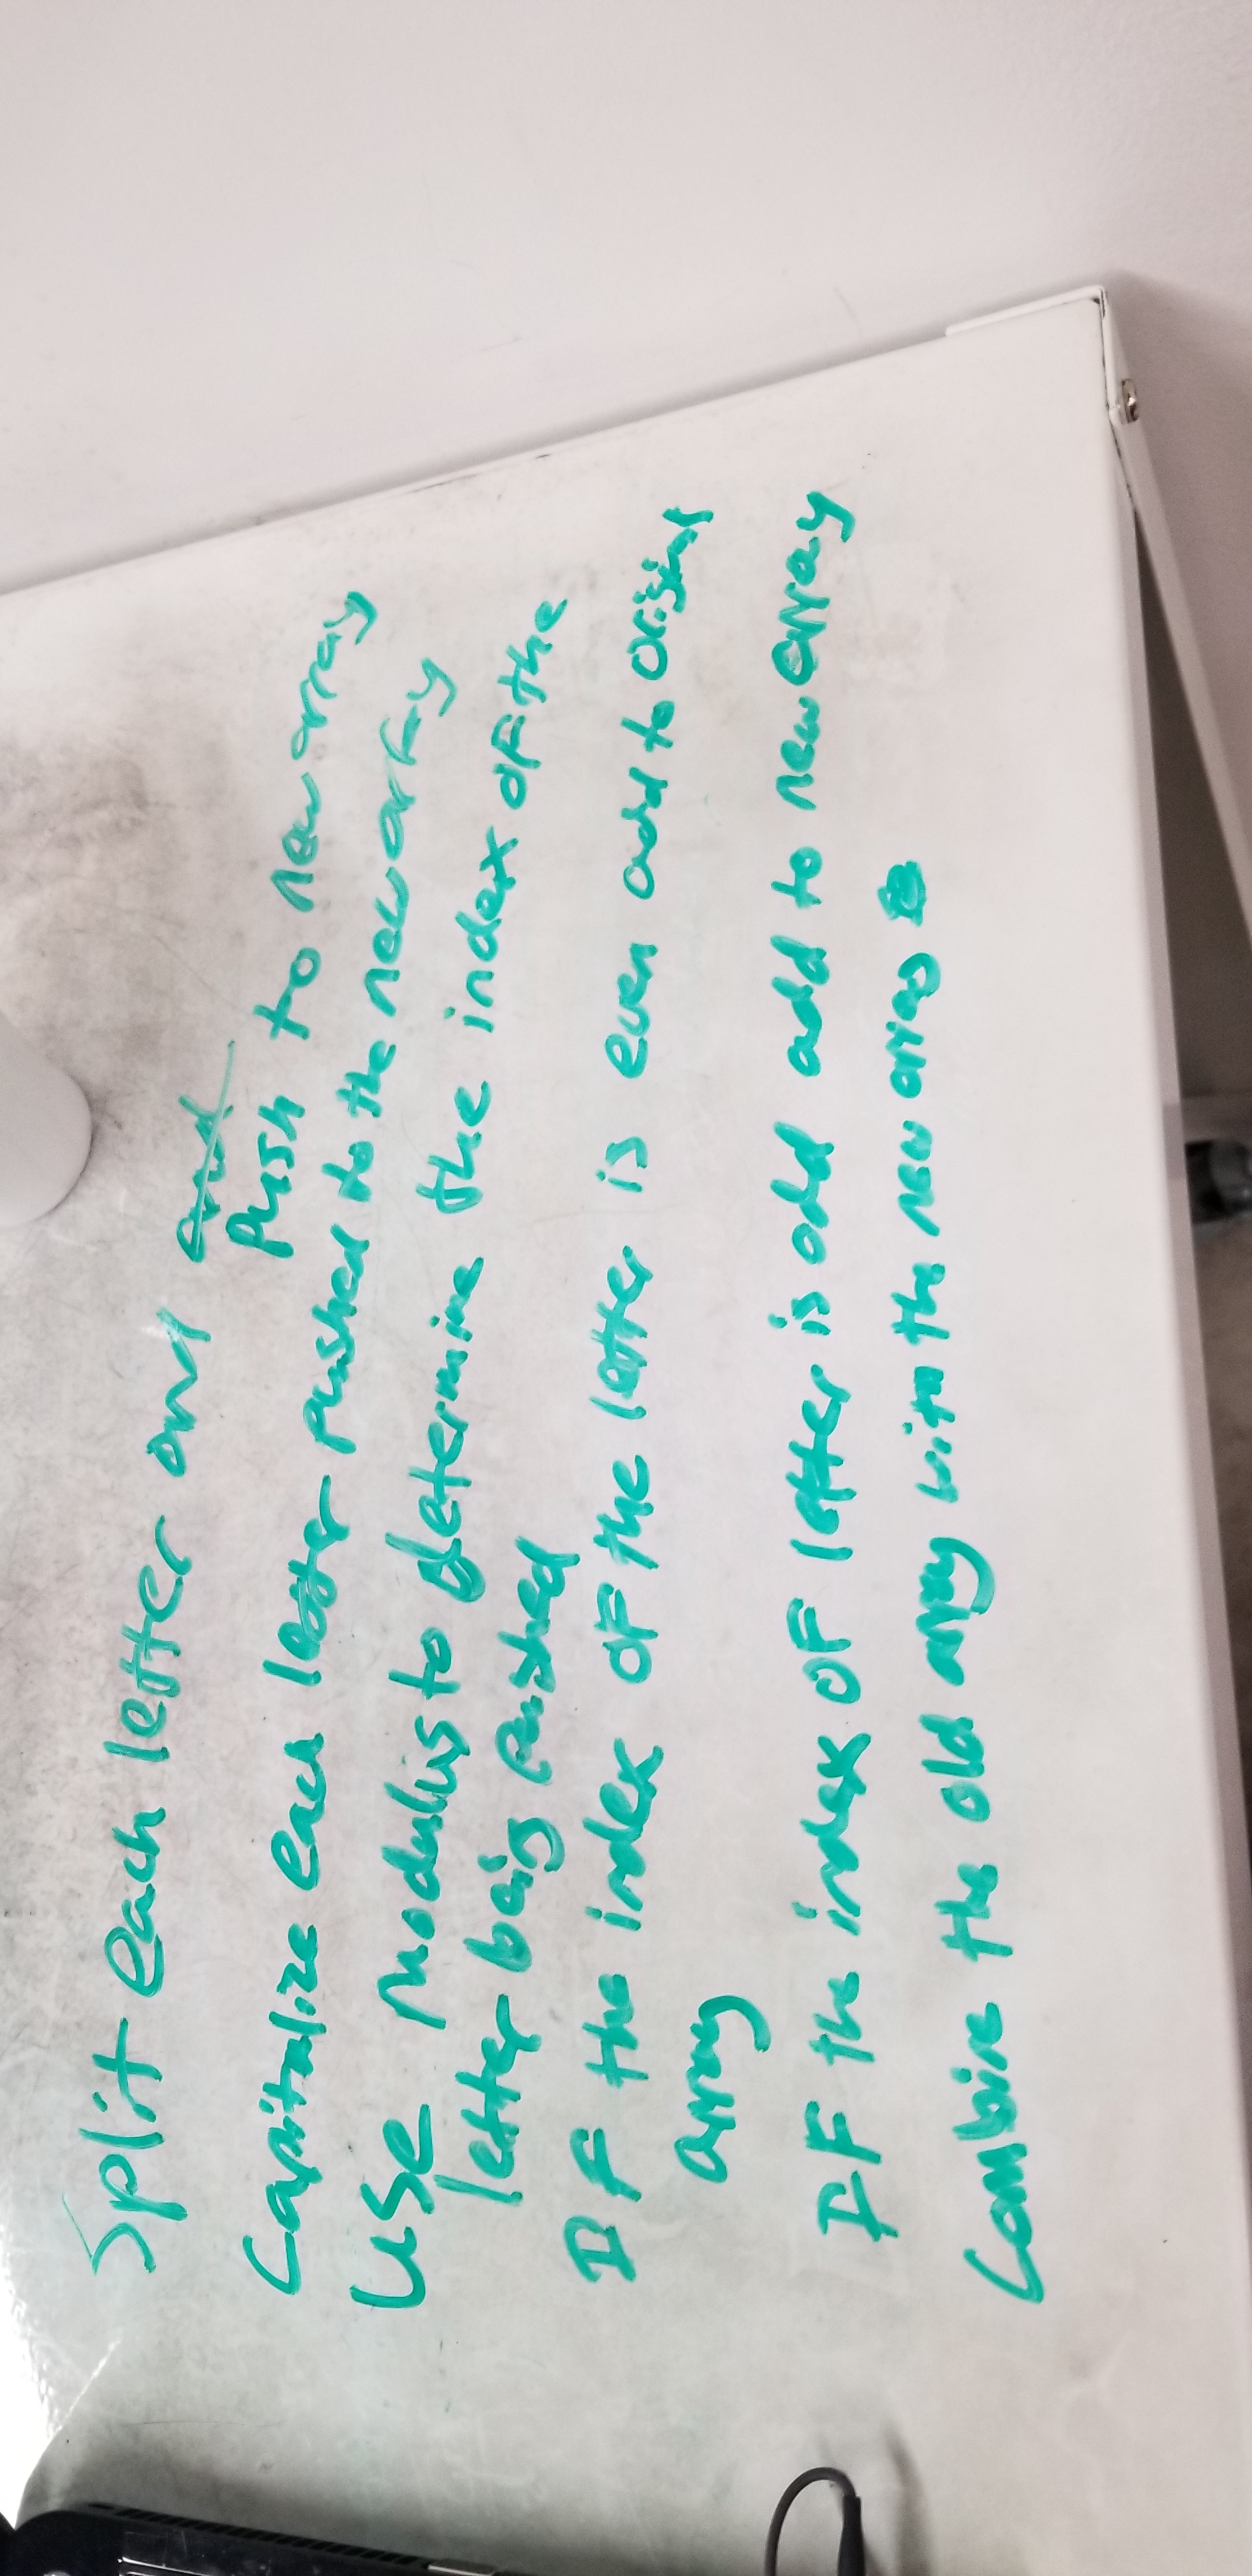 Split each letter and and
Push to new array
Capitalize each letter pushed to the new array
Use Modulus to determine the index of the
letter being pushed
IF the index of the letter is even add to original
array
IF the index of letter is odd add to new array
Combine the old array with the new array